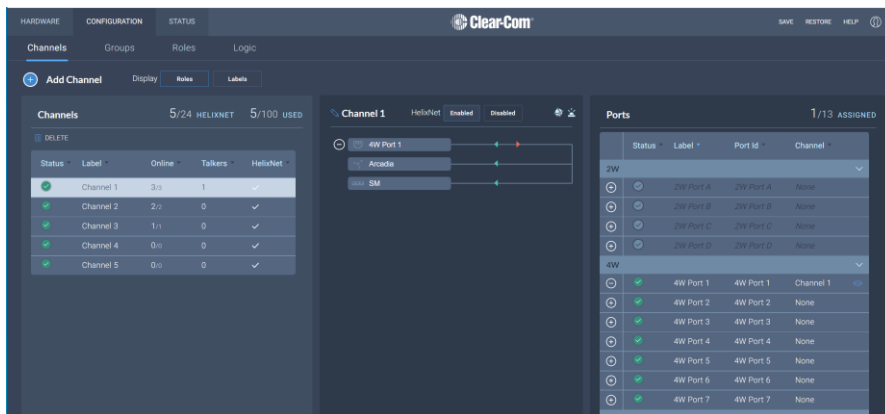 HARDWARE CONFIGURATION STATUS Clear-Com SAVE RESTORE HELP
Channels Groups Roles Logic
Add Channel Display Roles Labels
Channels 5/24 HELIXNET 5/100 USED
DELETE
Status Label Online Talkers HelixNet
Channel 1 3/3 1
Channel 2 2/2 0
Channel 3 1/1 0
Channel 4 0/0 0
Channel 5 0/0 0
Channel 1 HelixNet Enabled Disabled
4W Port 1
Arcadia
SM
Ports 1/13 ASSIGNED
Status Label Port Id Channel
2W
2W Port A 2W Port A None
2W Port B 2W Port B None
2W Port C 2W Port C None
2W Port D 2W Port D None
4W
4W Port 1 4W Port 1 Channel 1
4W Port 2 4W Port 2 None
4W Port 3 4W Port 3 None
4W Port 4 4W Port 4 None
4W Port 5 4W Port 5 None
4W Port 6 4W Port 6 None
4W Port 7 4W Port 7 None